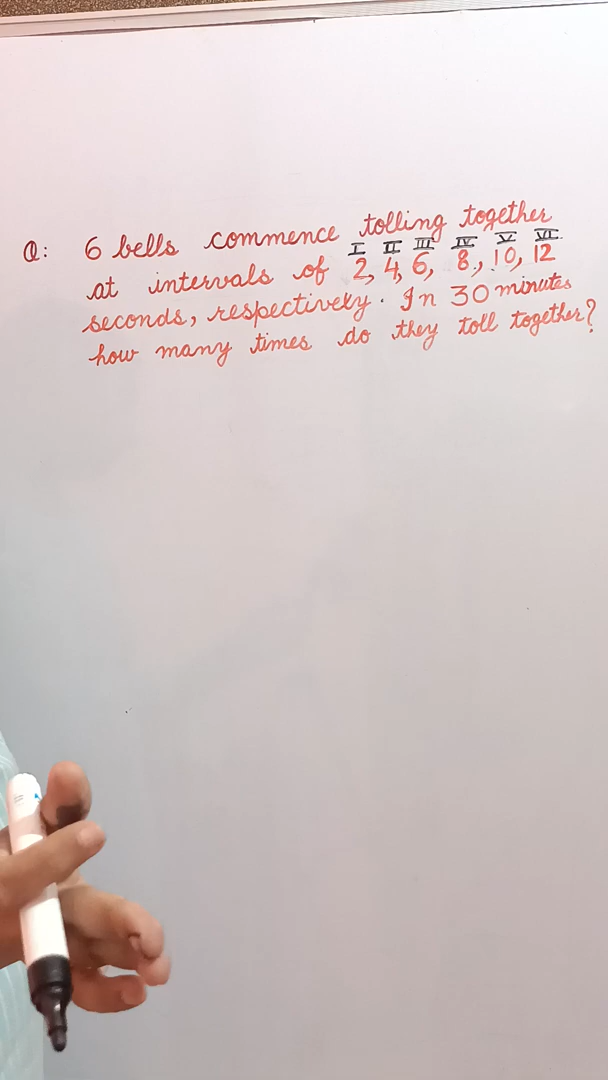 Q: 6 bells commence tolling together
I II III IV V VI
at intervals of 2, 4, 6, 8, 10, 12
seconds, respectively. In 30 minutes
how many times do they toll together?